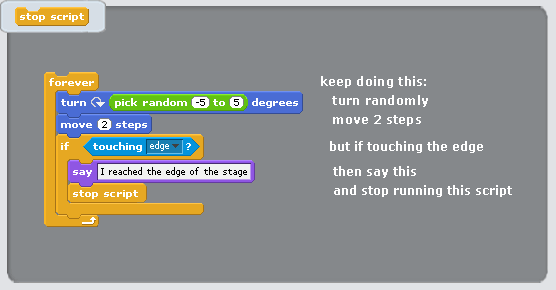 stop script
forever
turn pick random -5 to 5 degrees
move 2 steps
if touching edge ?
say I reached the edge of the stage
stop script
keep doing this:
turn randomly
move 2 steps
but if touching the edge
then say this
and stop running this script